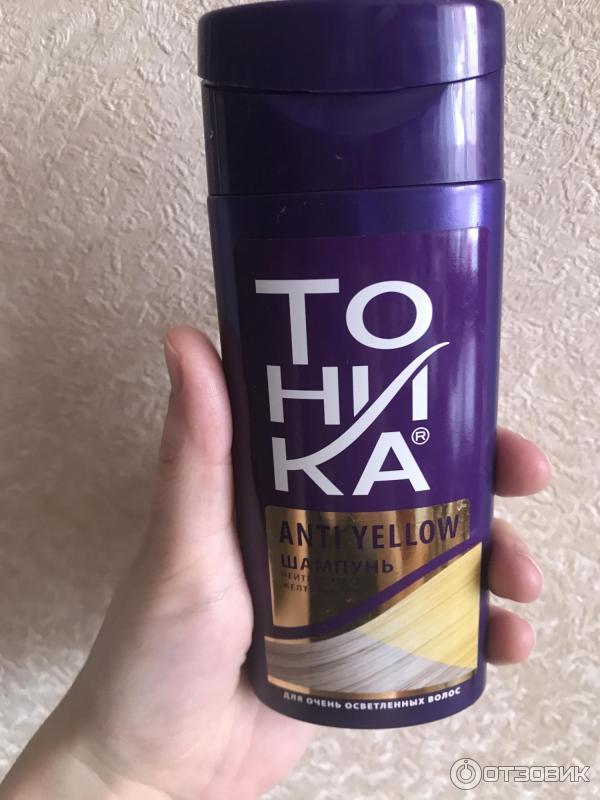 ТО
НИ
КА®
ANTI YELLOW
ШАМПУНЬ
ДЛЯ ОЧЕНЬ ОСВЕТЛЕННЫХ ВОЛОС
ОТЗОВИК